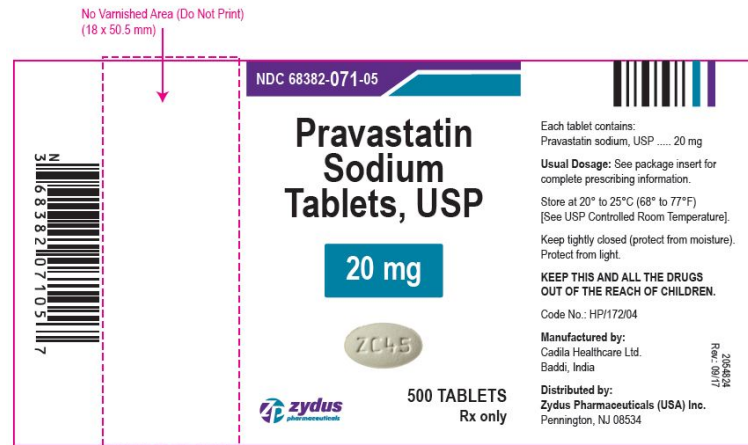 No Varnished Area (Do Not Print)
(18 x 50.5 mm)
N
3 68382 07105 7
NDC 68382-071-05
Pravastatin
Sodium
Tablets, USP
20 mg
ZC45
zydus
pharmaceuticals
500 TABLETS
Rx only
Each tablet contains:
Pravastatin sodium, USP ..... 20 mg
Usual Dosage: See package insert for
complete prescribing information.
Store at 20° to 25°C (68° to 77°F)
[See USP Controlled Room Temperature].
Keep tightly closed (protect from moisture).
Protect from light.
KEEP THIS AND ALL THE DRUGS
OUT OF THE REACH OF CHILDREN.
Code No.: HP/172/04
Manufactured by:
Cadila Healthcare Ltd.
Baddi, India
Distributed by:
Zydus Pharmaceuticals (USA) Inc.
Pennington, NJ 08534
2054824
Rev.: 09/17